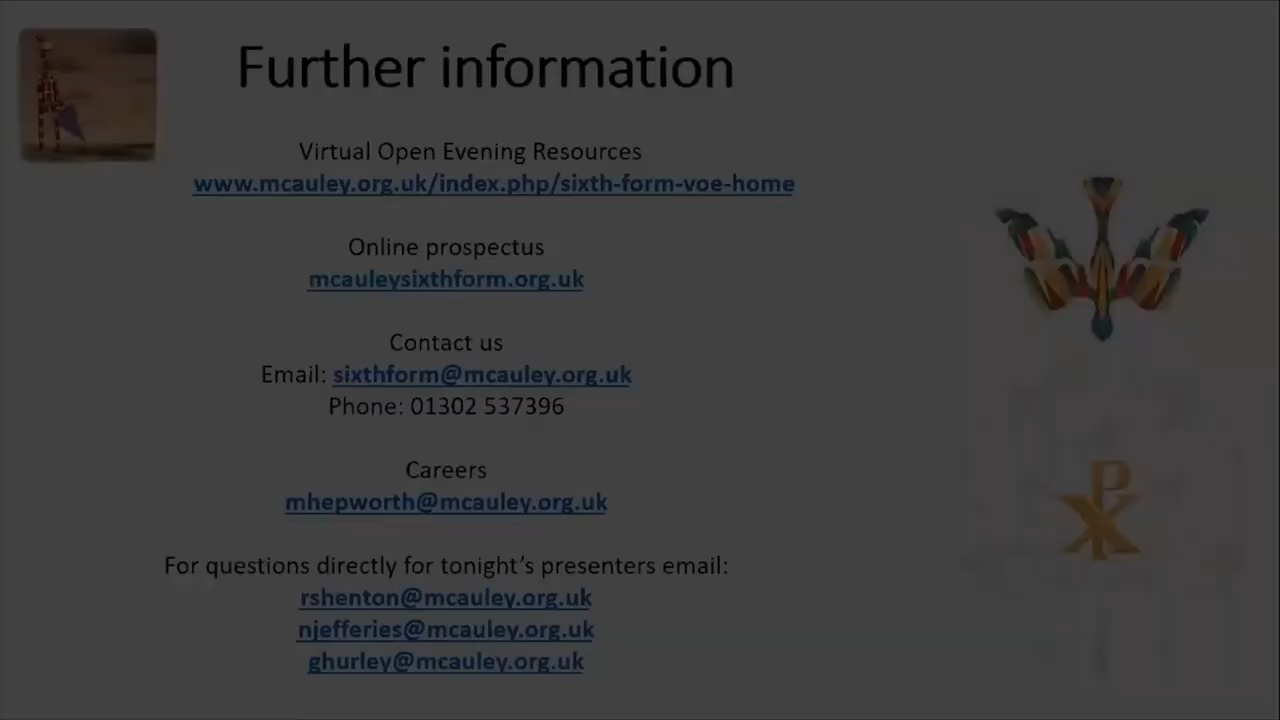 Further information
Virtual Open Evening Resources
www.mcauley.org.uk/index.php/sixth-form-voe-home
Online prospectus
mcauleysixthform.org.uk
Contact us
Email: sixthform@mcauley.org.uk
Phone: 01302 537396
Careers
mhepworth@mcauley.org.uk
For questions directly for tonight’s presenters email:
rshenton@mcauley.org.uk
njefferies@mcauley.org.uk
ghurley@mcauley.org.uk